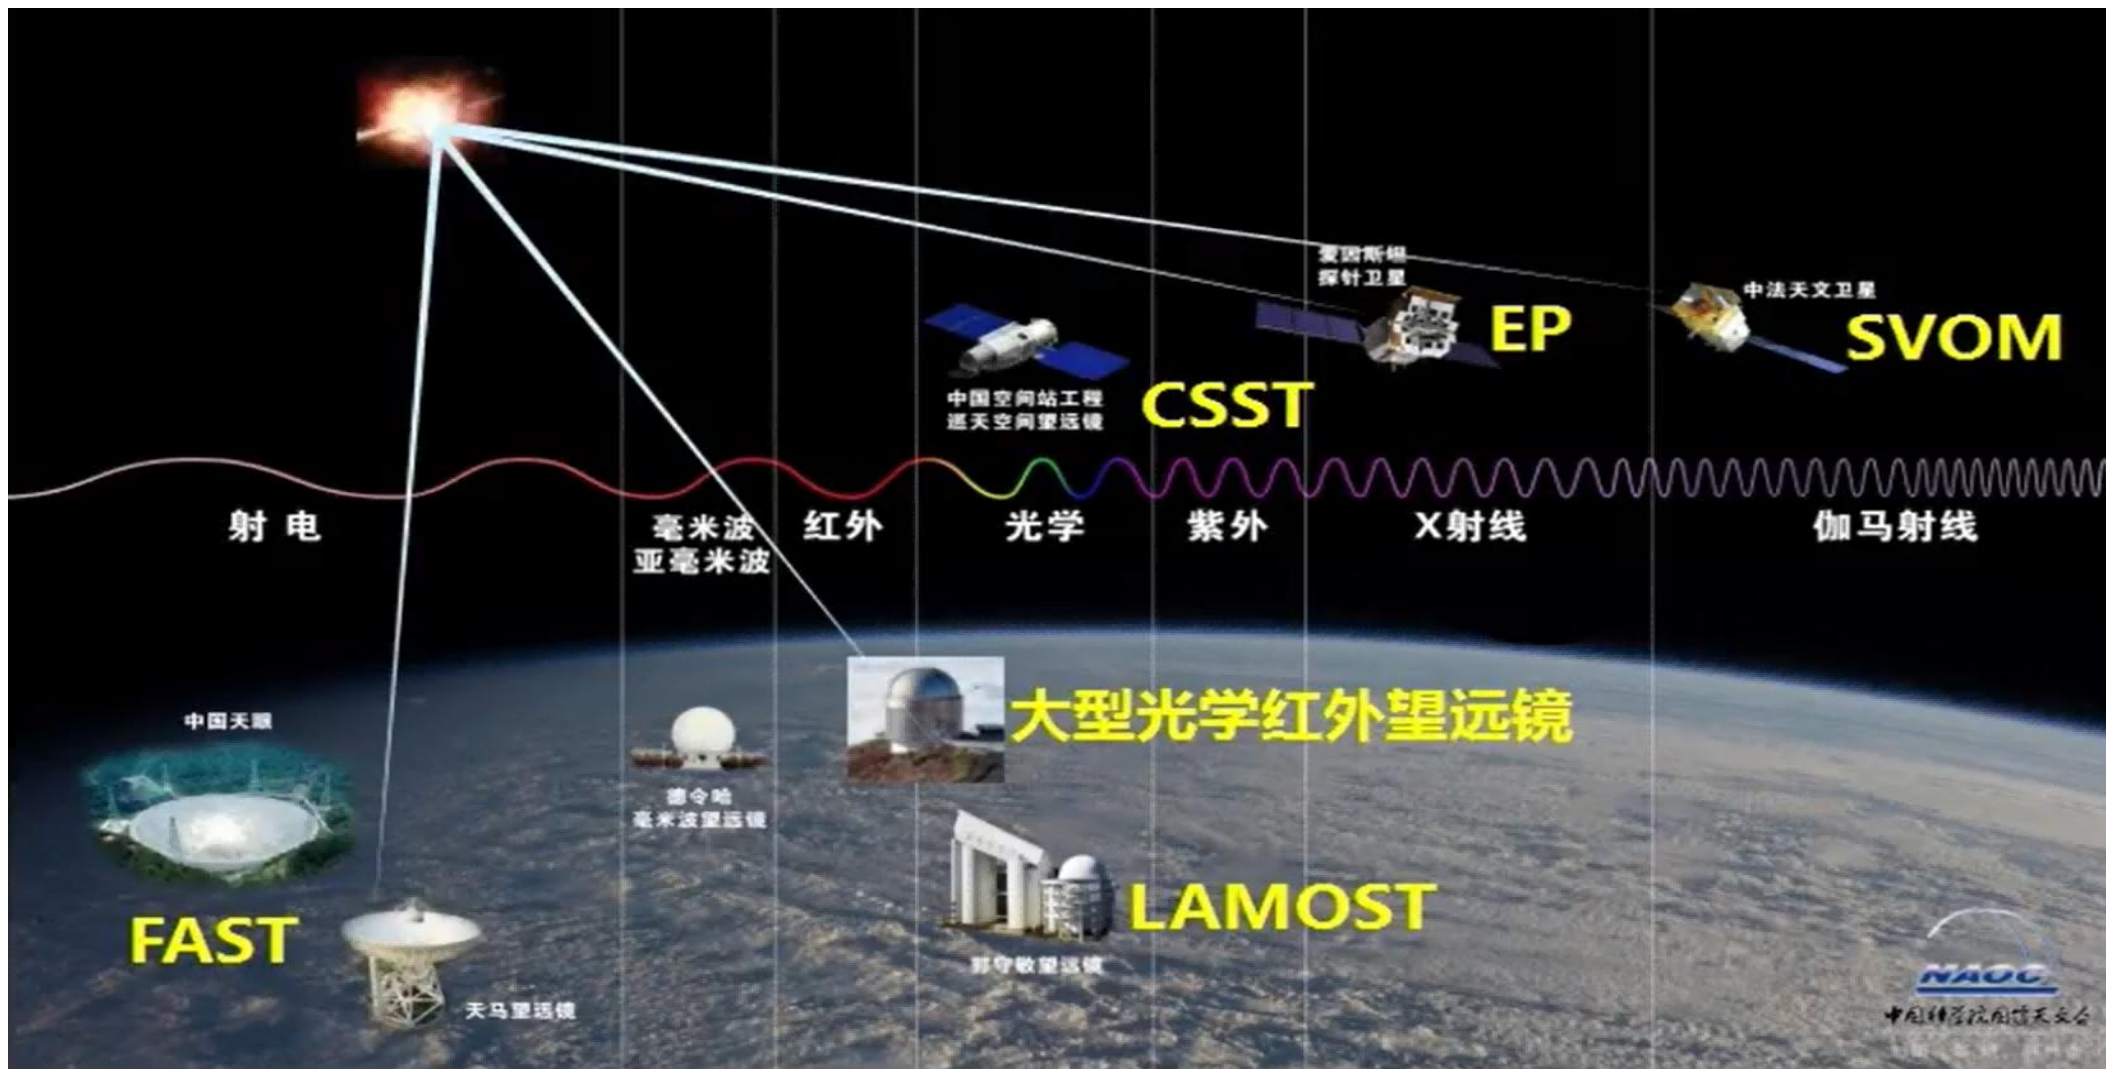 爱因斯坦
探针卫星
EP
中法天文卫星
SVOM
中国空间站工程
巡天空间望远镜
CSST
射电
毫米波
亚毫米波
红外
光学
紫外
X射线
伽马射线
中国天眼
FAST
天马望远镜
德令哈
毫米波望远镜
大型光学红外望远镜
LAMOST
郭守敬望远镜
NAOC
中国科学院国家天文台